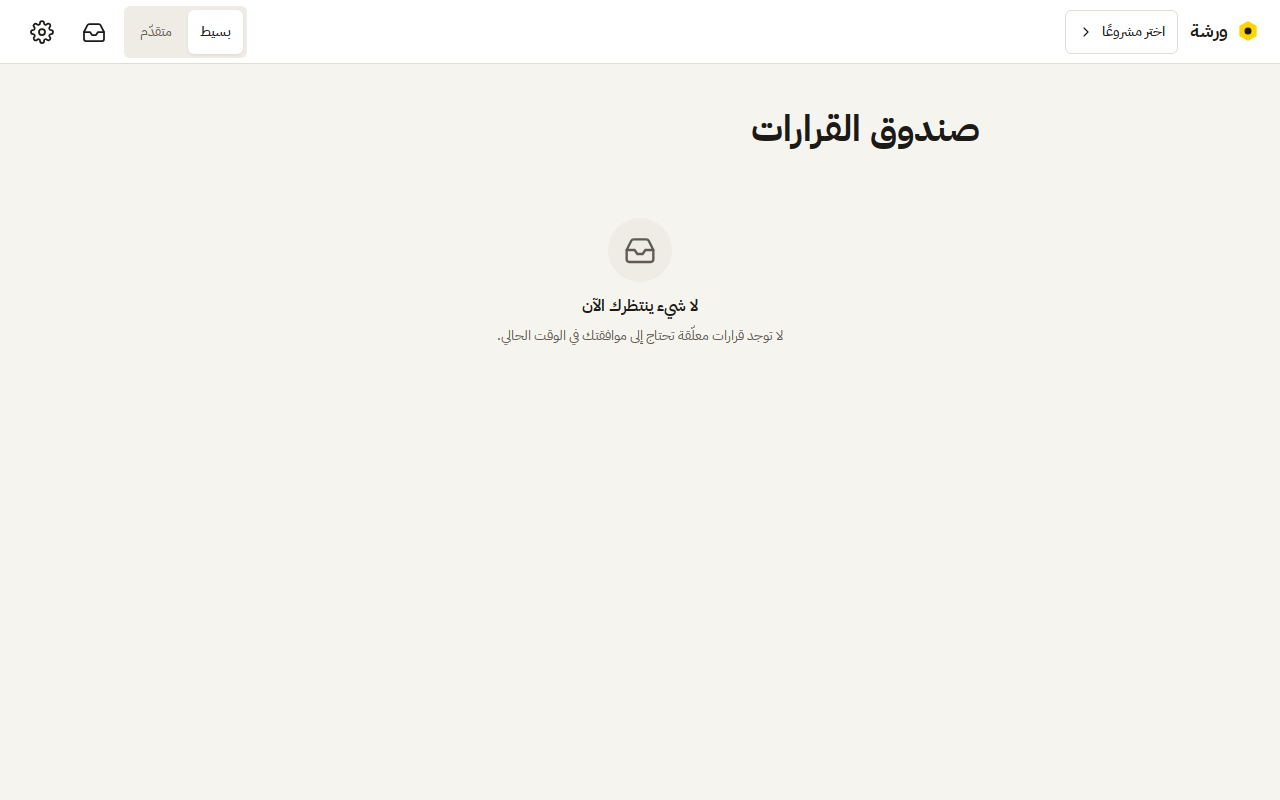 ورشة
اختر مشروعًا
بسيط
متقدّم
صندوق القرارات
لا شيء ينتظرك الآن
لا توجد قرارات معلّقة تحتاج إلى موافقتك في الوقت الحالي.